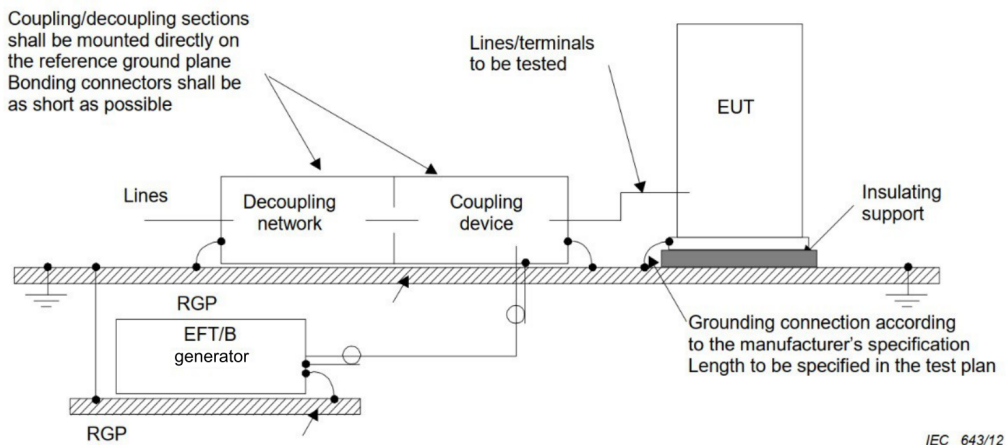 Coupling/decoupling sections
shall be mounted directly on
the reference ground plane
Bonding connectors shall be
as short as possible
Lines/terminals
to be tested
EUT
Lines
Decoupling
network
Coupling
device
Insulating
support
RGP
EFT/B
generator
Grounding connection according
to the manufacturer's specification
Length to be specified in the test plan
RGP
IEC 643/12